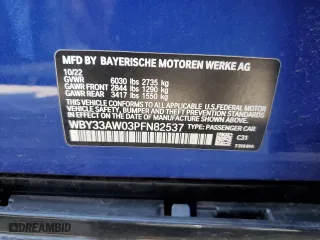 MFD BY BAYERISCHE MOTOREN WERKE AG
10/22
GVWR 6030 lbs 2735 kg
GAWR FRONT 2844 lbs 1290 kg
GAWR REAR 3417 lbs 1550 kg
THIS VEHICLE CONFORMS TO ALL APPLICABLE U.S. FEDERAL MOTOR
VEHICLE SAFETY, BUMPER, AND THEFT PREVENTION STANDARDS
IN EFFECT ON THE DATE OF MANUFACTURE SHOWN ABOVE.
WBY33AW03PFN82537 TYPE: PASSENGER CAR
C31
DREAMBID